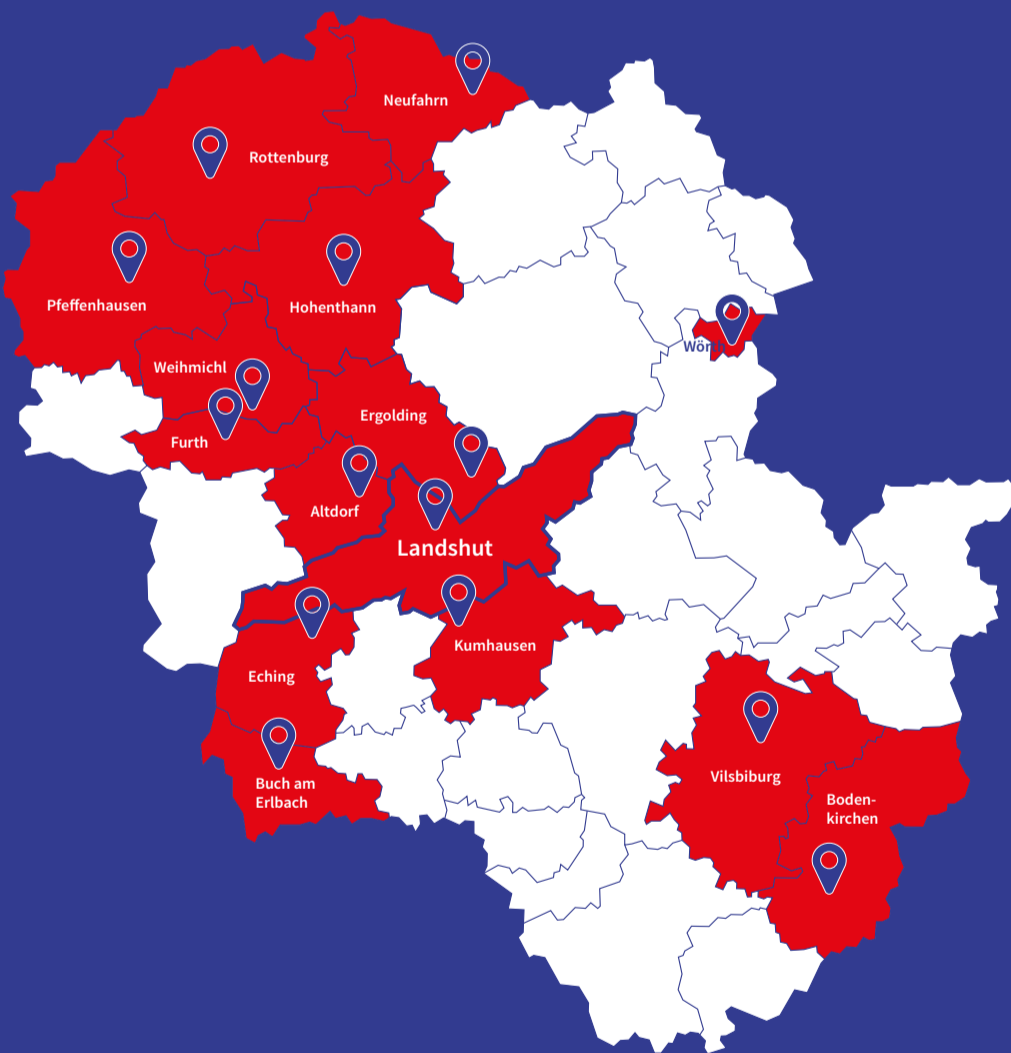 Neufahrn
Rottenburg
Pfeffenhausen
Hohenthann
Wörth
Weihmichl
Ergolding
Furth
Altdorf
Landshut
Kumhausen
Eching
Buch am
Erlbach
Vilsbiburg
Boden-
kirchen